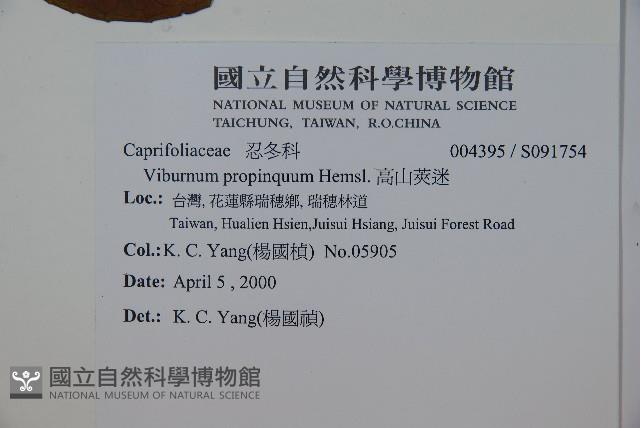 國立自然科學博物館
NATIONAL MUSEUM OF NATURAL SCIENCE
TAICHUNG, TAIWAN, R.O.CHINA
Caprifoliaceae 忍冬科 004395 / S091754
Viburnum propinquum Hemsl. 高山莢迷
Loc.: 台灣, 花蓮縣瑞穗鄉, 瑞穗林道
Taiwan, Hualien Hsien,Juisui Hsiang, Juisui Forest Road
Col.: K. C. Yang(楊國楨) No.05905
Date: April 5 , 2000
Det.: K. C. Yang(楊國禎)
國立自然科學博物館
NATIONAL MUSEUM OF NATURAL SCIENCE